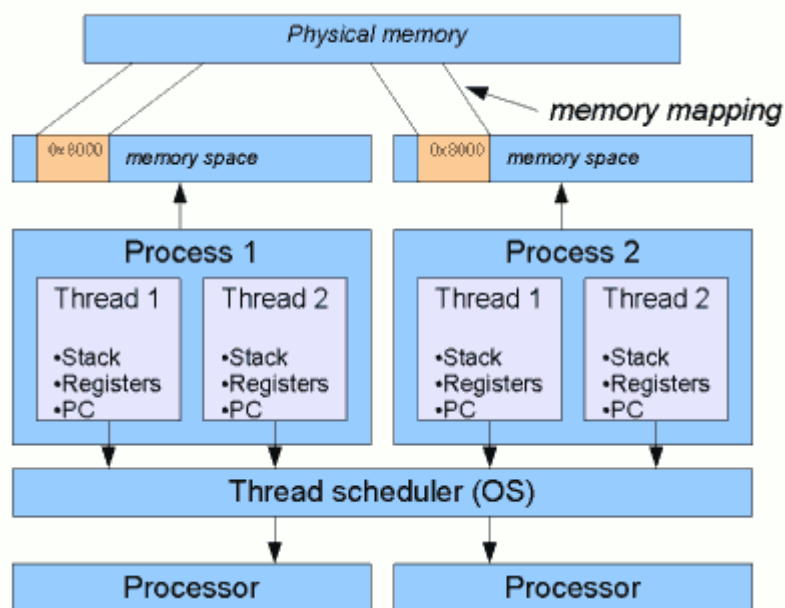 Physical memory
memory mapping
0x8000 memory space
0x8000 memory space
Process 1
Process 2
Thread 1
•Stack
•Registers
•PC
Thread 2
•Stack
•Registers
•PC
Thread 1
•Stack
•Registers
•PC
Thread 2
•Stack
•Registers
•PC
Thread scheduler (OS)
Processor
Processor